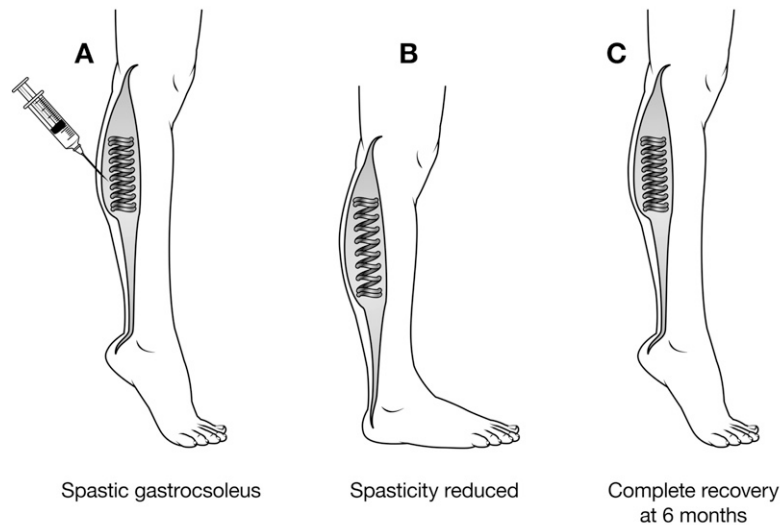 A
B
C
Spastic gastrocsoleus
Spasticity reduced
Complete recovery
at 6 months